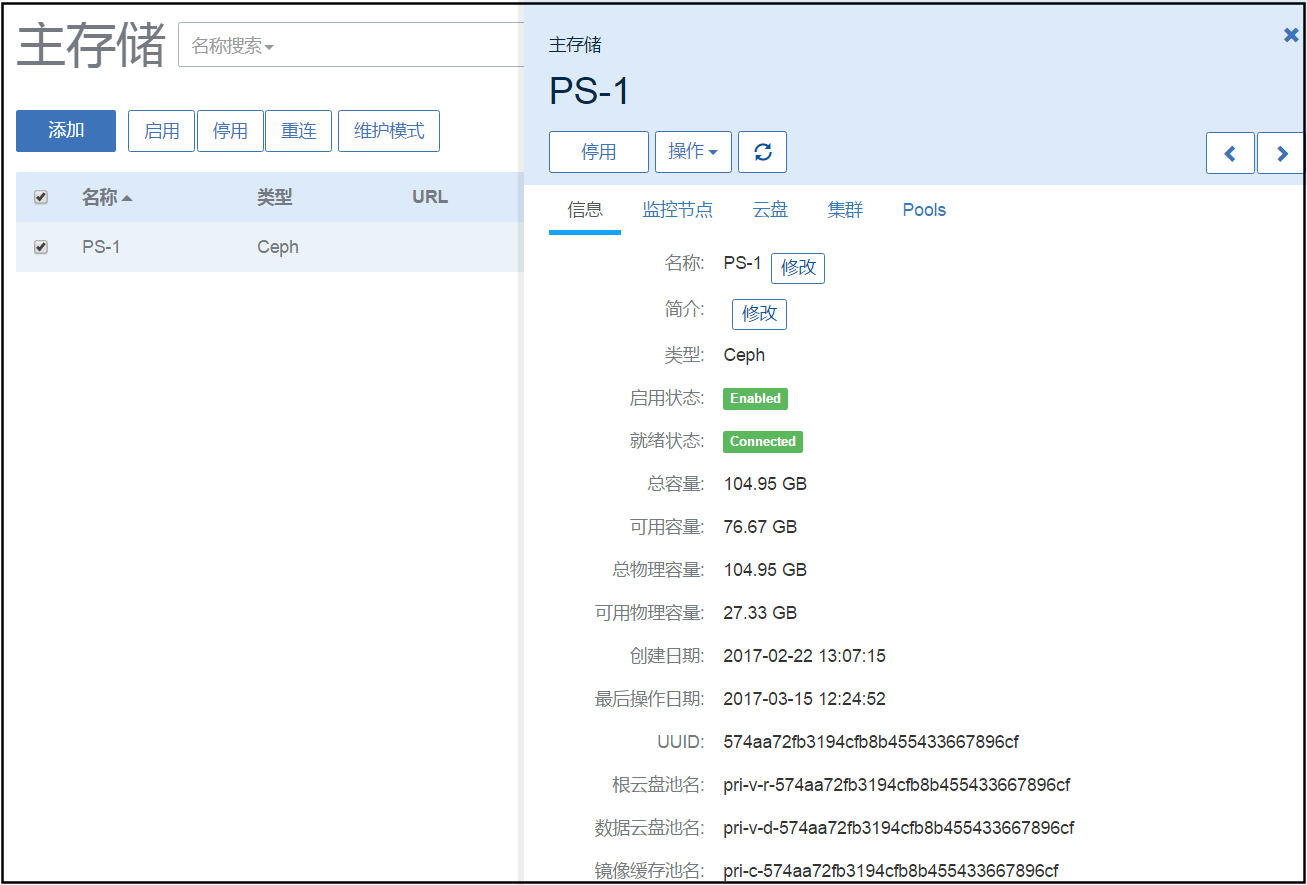 主存储
名称搜索
添加 启用 停用 重连 维护模式
名称 类型 URL
PS-1 Ceph
主存储
PS-1
停用 操作
信息 监控节点 云盘 集群 Pools
名称: PS-1 修改
简介: 修改
类型: Ceph
启用状态: Enabled
就绪状态: Connected
总容量: 104.95 GB
可用容量: 76.67 GB
总物理容量: 104.95 GB
可用物理容量: 27.33 GB
创建日期: 2017-02-22 13:07:15
最后操作日期: 2017-03-15 12:24:52
UUID: 574aa72fb3194cfb8b455433667896cf
根云盘池名: pri-v-r-574aa72fb3194cfb8b455433667896cf
数据云盘池名: pri-v-d-574aa72fb3194cfb8b455433667896cf
镜像缓存池名: pri-c-574aa72fb3194cfb8b455433667896cf